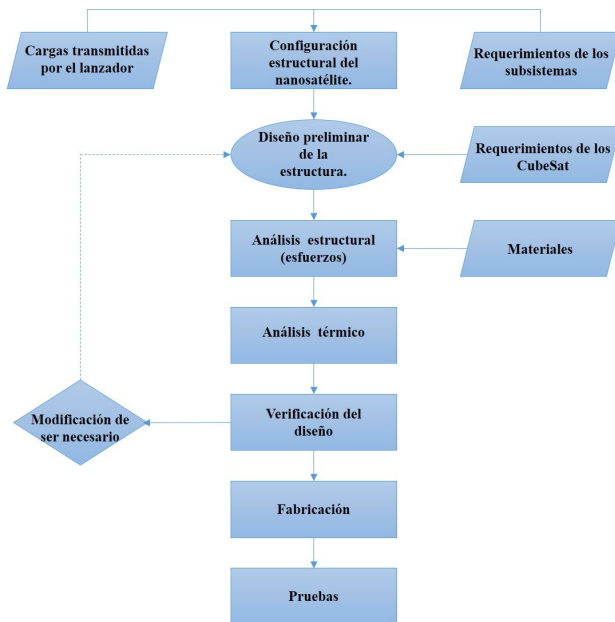 Cargas transmitidas
por el lanzador
Configuración
estructural del
nanosatélite.
Requerimientos de los
subsistemas
Diseño preliminar
de la
estructura.
Requerimientos de los
CubeSat
Análisis estructural
(esfuerzos)
Materiales
Análisis térmico
Modificación de
ser necesario
Verificación del
diseño
Fabricación
Pruebas